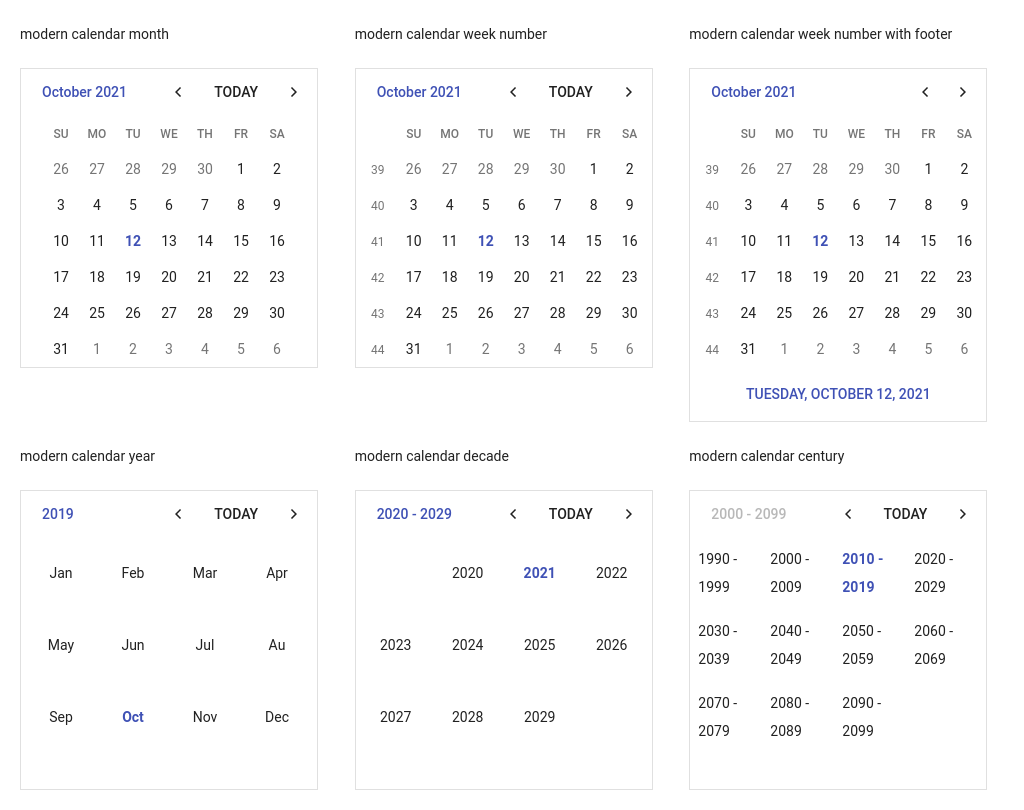 modern calendar month
October 2021 TODAY
SU MO TU WE TH FR SA
26 27 28 29 30 1 2
3 4 5 6 7 8 9
10 11 12 13 14 15 16
17 18 19 20 21 22 23
24 25 26 27 28 29 30
31 1 2 3 4 5 6
modern calendar week number
October 2021 TODAY
SU MO TU WE TH FR SA
39 26 27 28 29 30 1 2
40 3 4 5 6 7 8 9
41 10 11 12 13 14 15 16
42 17 18 19 20 21 22 23
43 24 25 26 27 28 29 30
44 31 1 2 3 4 5 6
modern calendar week number with footer
October 2021
SU MO TU WE TH FR SA
39 26 27 28 29 30 1 2
40 3 4 5 6 7 8 9
41 10 11 12 13 14 15 16
42 17 18 19 20 21 22 23
43 24 25 26 27 28 29 30
44 31 1 2 3 4 5 6
TUESDAY, OCTOBER 12, 2021
modern calendar year
2019 TODAY
Jan Feb Mar Apr
May Jun Jul Au
Sep Oct Nov Dec
modern calendar decade
2020 - 2029 TODAY
2020 2021 2022
2023 2024 2025 2026
2027 2028 2029
modern calendar century
2000 - 2099 TODAY
1990 - 2000 - 2010 - 2020 -
1999 2009 2019 2029
2030 - 2040 - 2050 - 2060 -
2039 2049 2059 2069
2070 - 2080 - 2090 -
2079 2089 2099